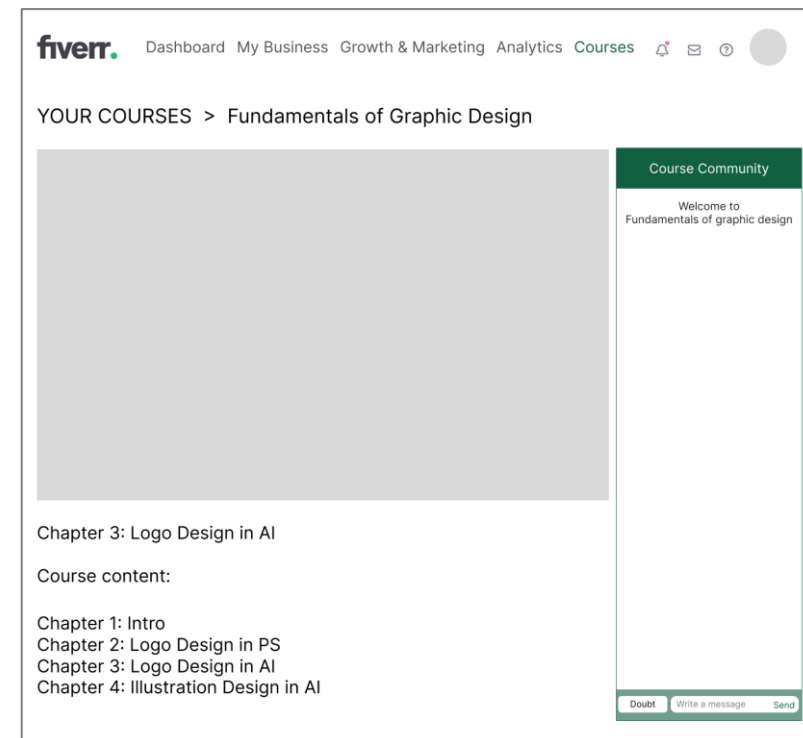 fiverr.
Dashboard My Business Growth & Marketing Analytics Courses
YOUR COURSES > Fundamentals of Graphic Design
Chapter 3: Logo Design in AI
Course content:
Chapter 1: Intro
Chapter 2: Logo Design in PS
Chapter 3: Logo Design in AI
Chapter 4: Illustration Design in AI
Course Community
Welcome to
Fundamentals of graphic design
Doubt Write a message Send